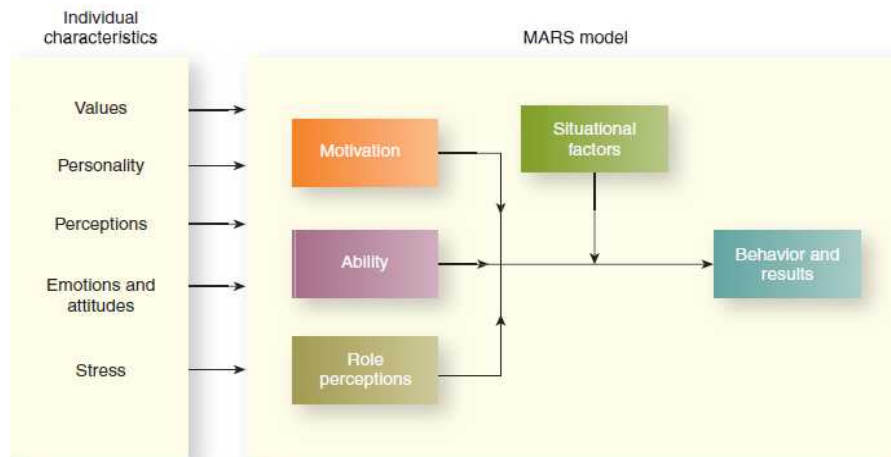 Individual
characteristics
MARS model
Values
Personality
Perceptions
Emotions and
attitudes
Stress
Motivation
Situational
factors
Ability
Behavior and
results
Role
perceptions